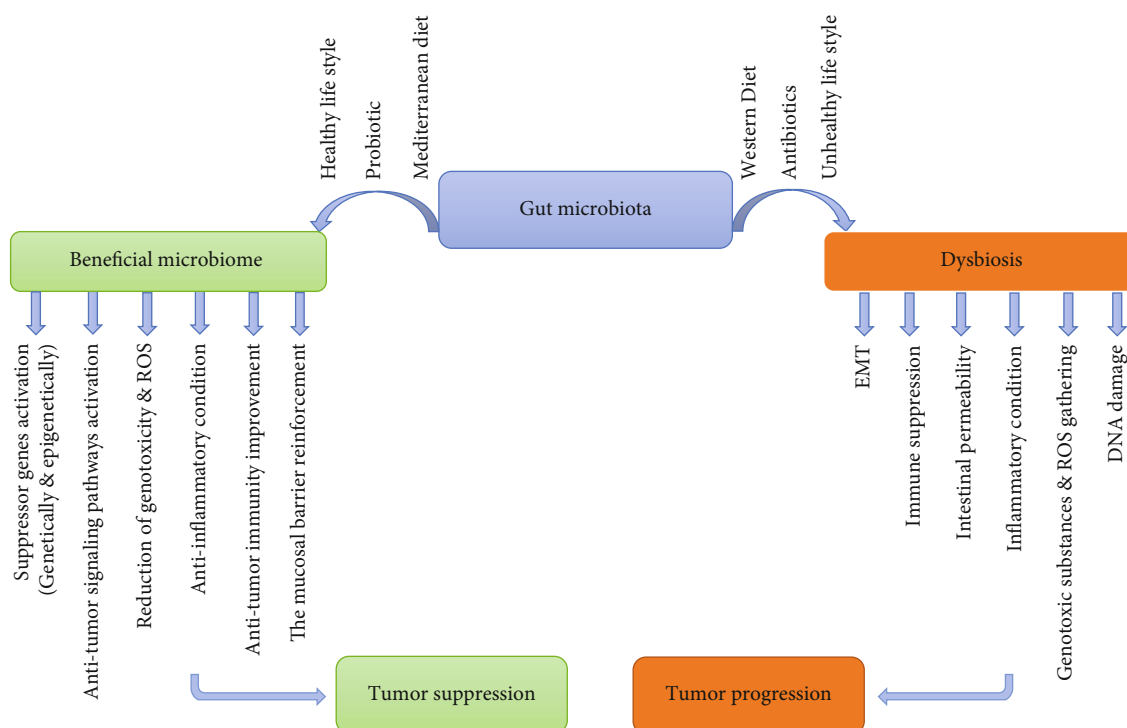 Healthy life style
Probiotic
Mediterranean diet
Western Diet
Antibiotics
Unhealthy life style
Gut microbiota
Beneficial microbiome
Dysbiosis
Suppressor genes activation
(Genetically & epigenetically)
Anti-tumor signaling pathways activation
Reduction of genotoxicity & ROS
Anti-inflammatory condition
Anti-tumor immunity improvement
The mucosal barrier reinforcement
EMT
Immune suppression
Intestinal permeability
Inflammatory condition
Genotoxic substances & ROS gathering
DNA damage
Tumor suppression
Tumor progression